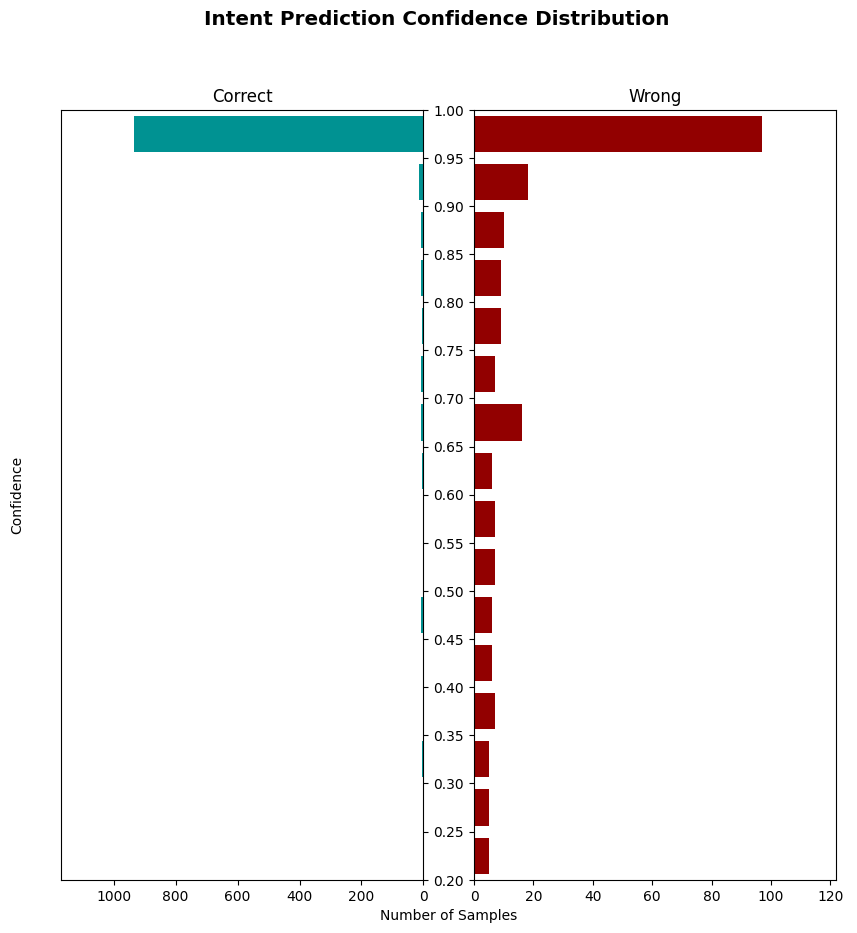 Intent Prediction Confidence Distribution
Correct
Wrong
1.00
0.95
0.90
0.85
0.80
0.75
0.70
0.65
0.60
0.55
0.50
0.45
0.40
0.35
0.30
0.25
0.20
Confidence
1000 800 600 400 200 0
0 20 40 60 80 100 120
Number of Samples